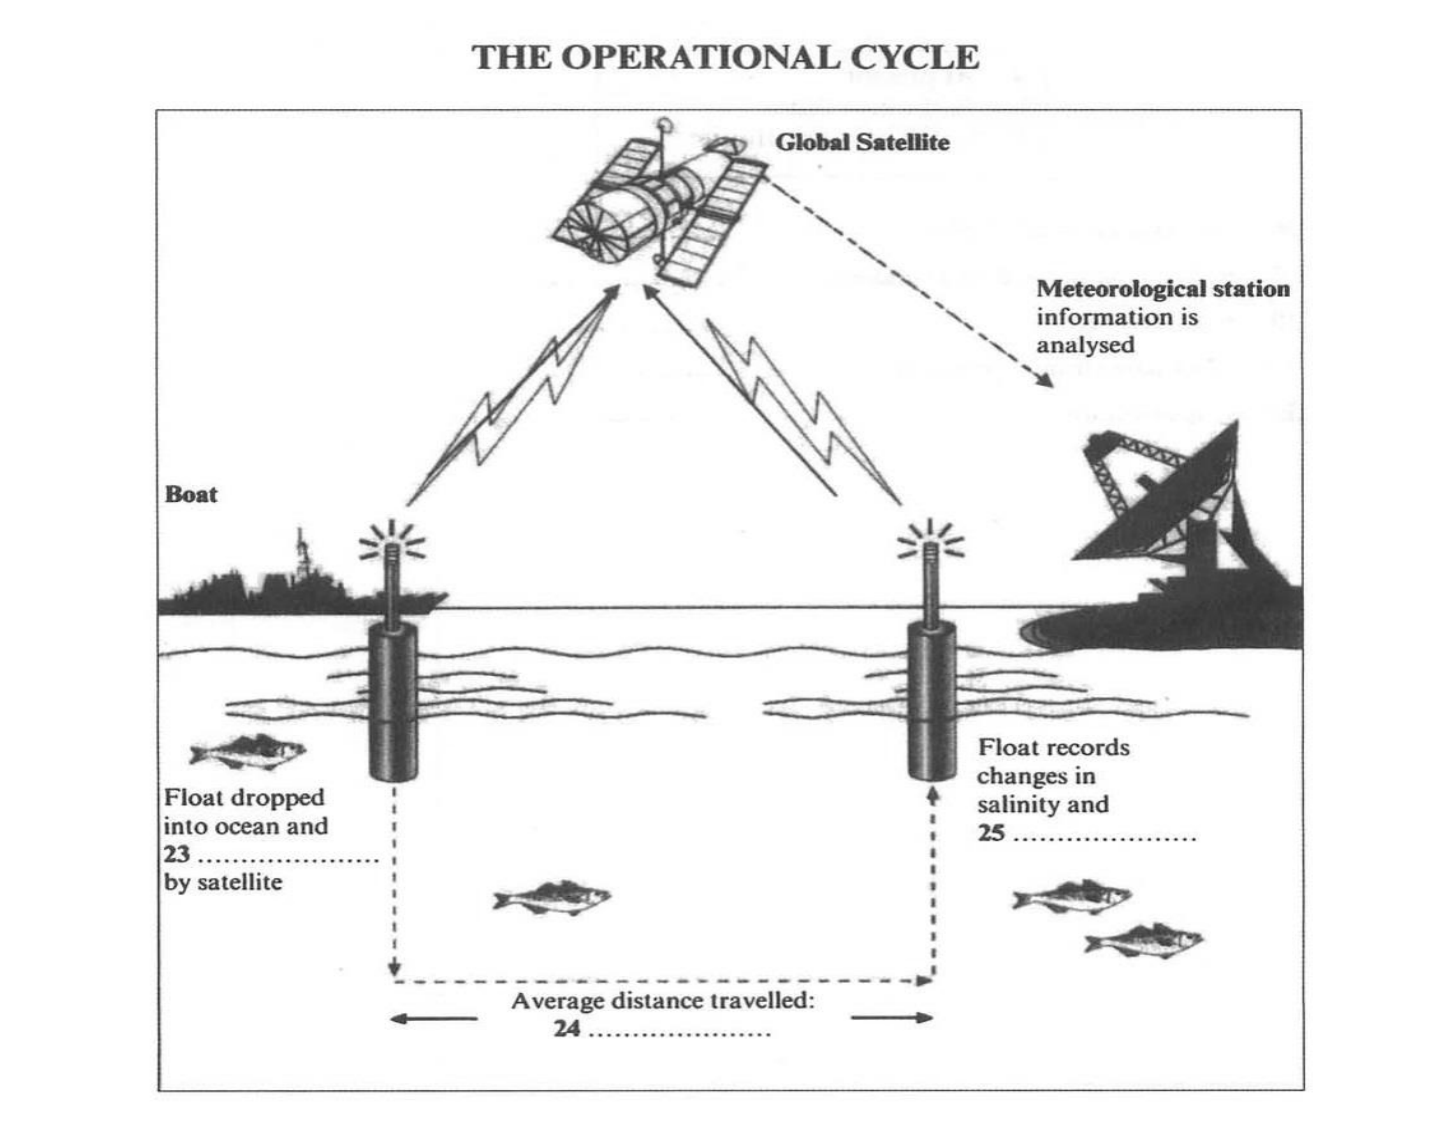 THE OPERATIONAL CYCLE
Global Satellite
Meteorological station
information is
analysed
Boat
Float records
changes in
salinity and
25 ......................
Float dropped
into ocean and
23 ......................
by satellite
Average distance travelled:
24 ......................